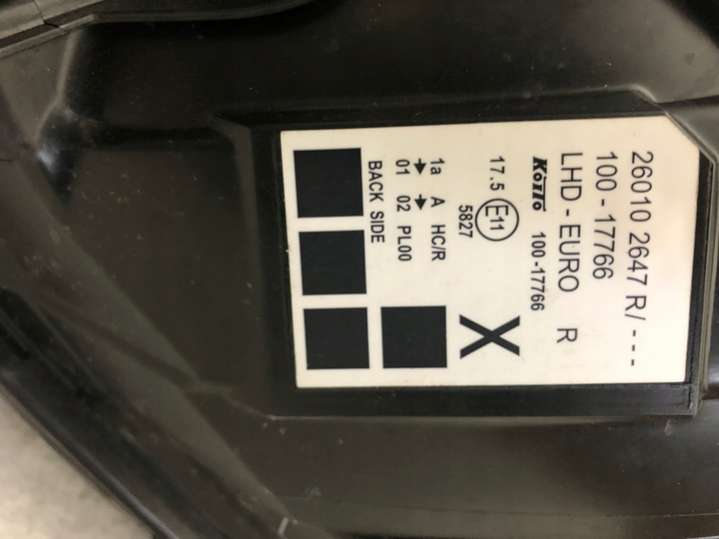 26010 2647 R/ - - -
100 - 17766
LHD - EURO R
KOITO 100-17766
X
17.5 E11
5827
1a A HC/R
01 02 PL00
BACK SIDE